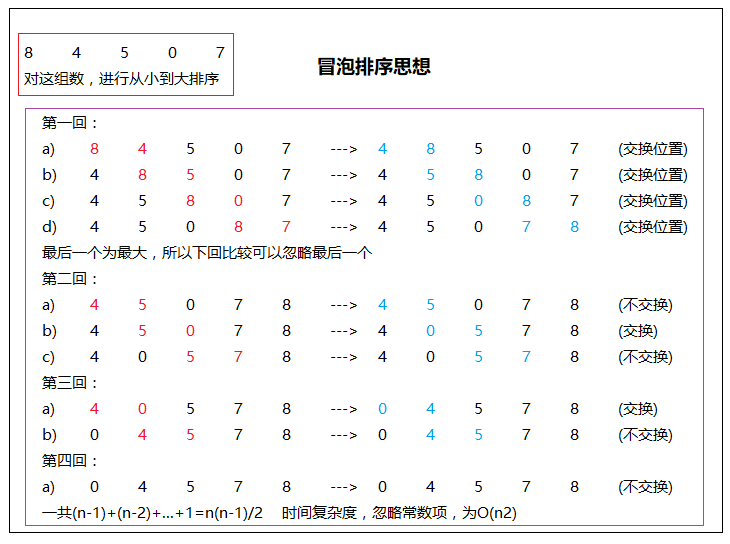 8 4 5 0 7
对这组数，进行从小到大排序
冒泡排序思想
第一回：
a) 8 4 5 0 7 ---> 4 8 5 0 7 (交换位置)
b) 4 8 5 0 7 ---> 4 5 8 0 7 (交换位置)
c) 4 5 8 0 7 ---> 4 5 0 8 7 (交换位置)
d) 4 5 0 8 7 ---> 4 5 0 7 8 (交换位置)
最后一个为最大，所以下回比较可以忽略最后一个
第二回：
a) 4 5 0 7 8 ---> 4 5 0 7 8 (不交换)
b) 4 5 0 7 8 ---> 4 0 5 7 8 (交换)
c) 4 0 5 7 8 ---> 4 0 5 7 8 (不交换)
第三回：
a) 4 0 5 7 8 ---> 0 4 5 7 8 (交换)
b) 0 4 5 7 8 ---> 0 4 5 7 8 (不交换)
第四回：
a) 0 4 5 7 8 ---> 0 4 5 7 8 (不交换)
一共(n-1)+(n-2)+...+1=n(n-1)/2 时间复杂度，忽略常数项，为O(n2)